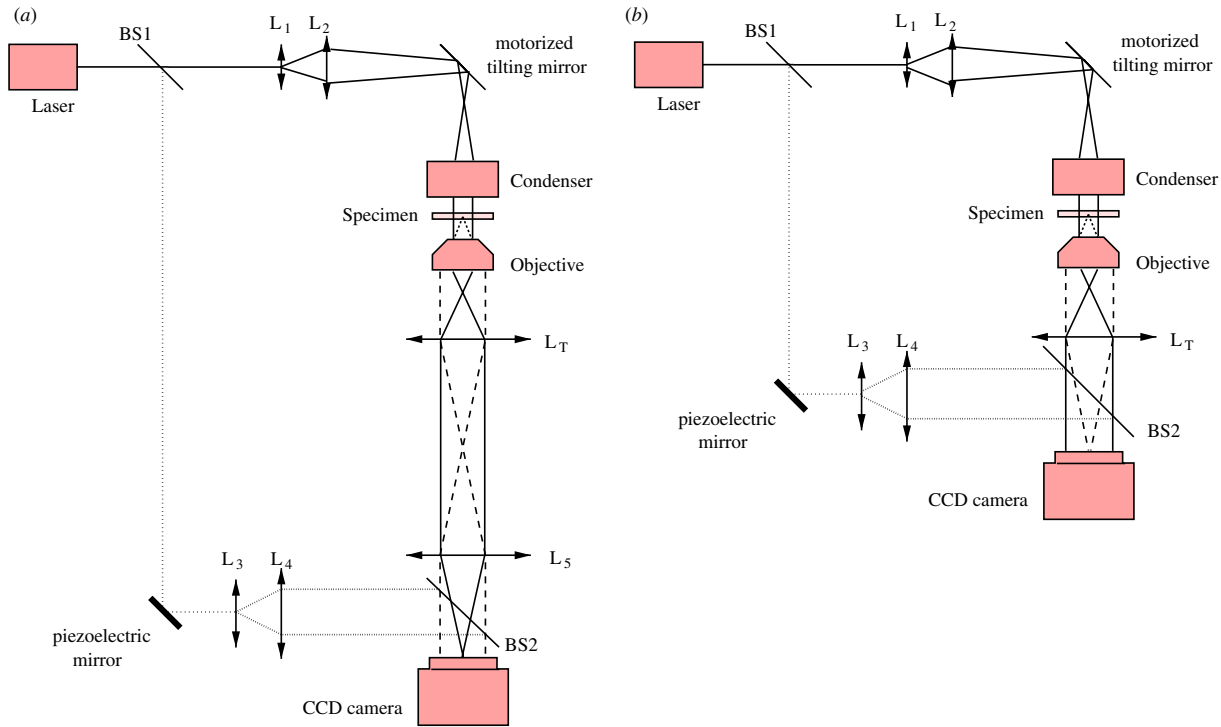 (a)
BS1
L1
L2
motorized
tilting mirror
Laser
Condenser
Specimen
Objective
LT
L5
L3
L4
BS2
piezoelectric
mirror
CCD camera
(b)
BS1
L1
L2
motorized
tilting mirror
Laser
Condenser
Specimen
Objective
LT
L3
L4
piezoelectric
mirror
BS2
CCD camera